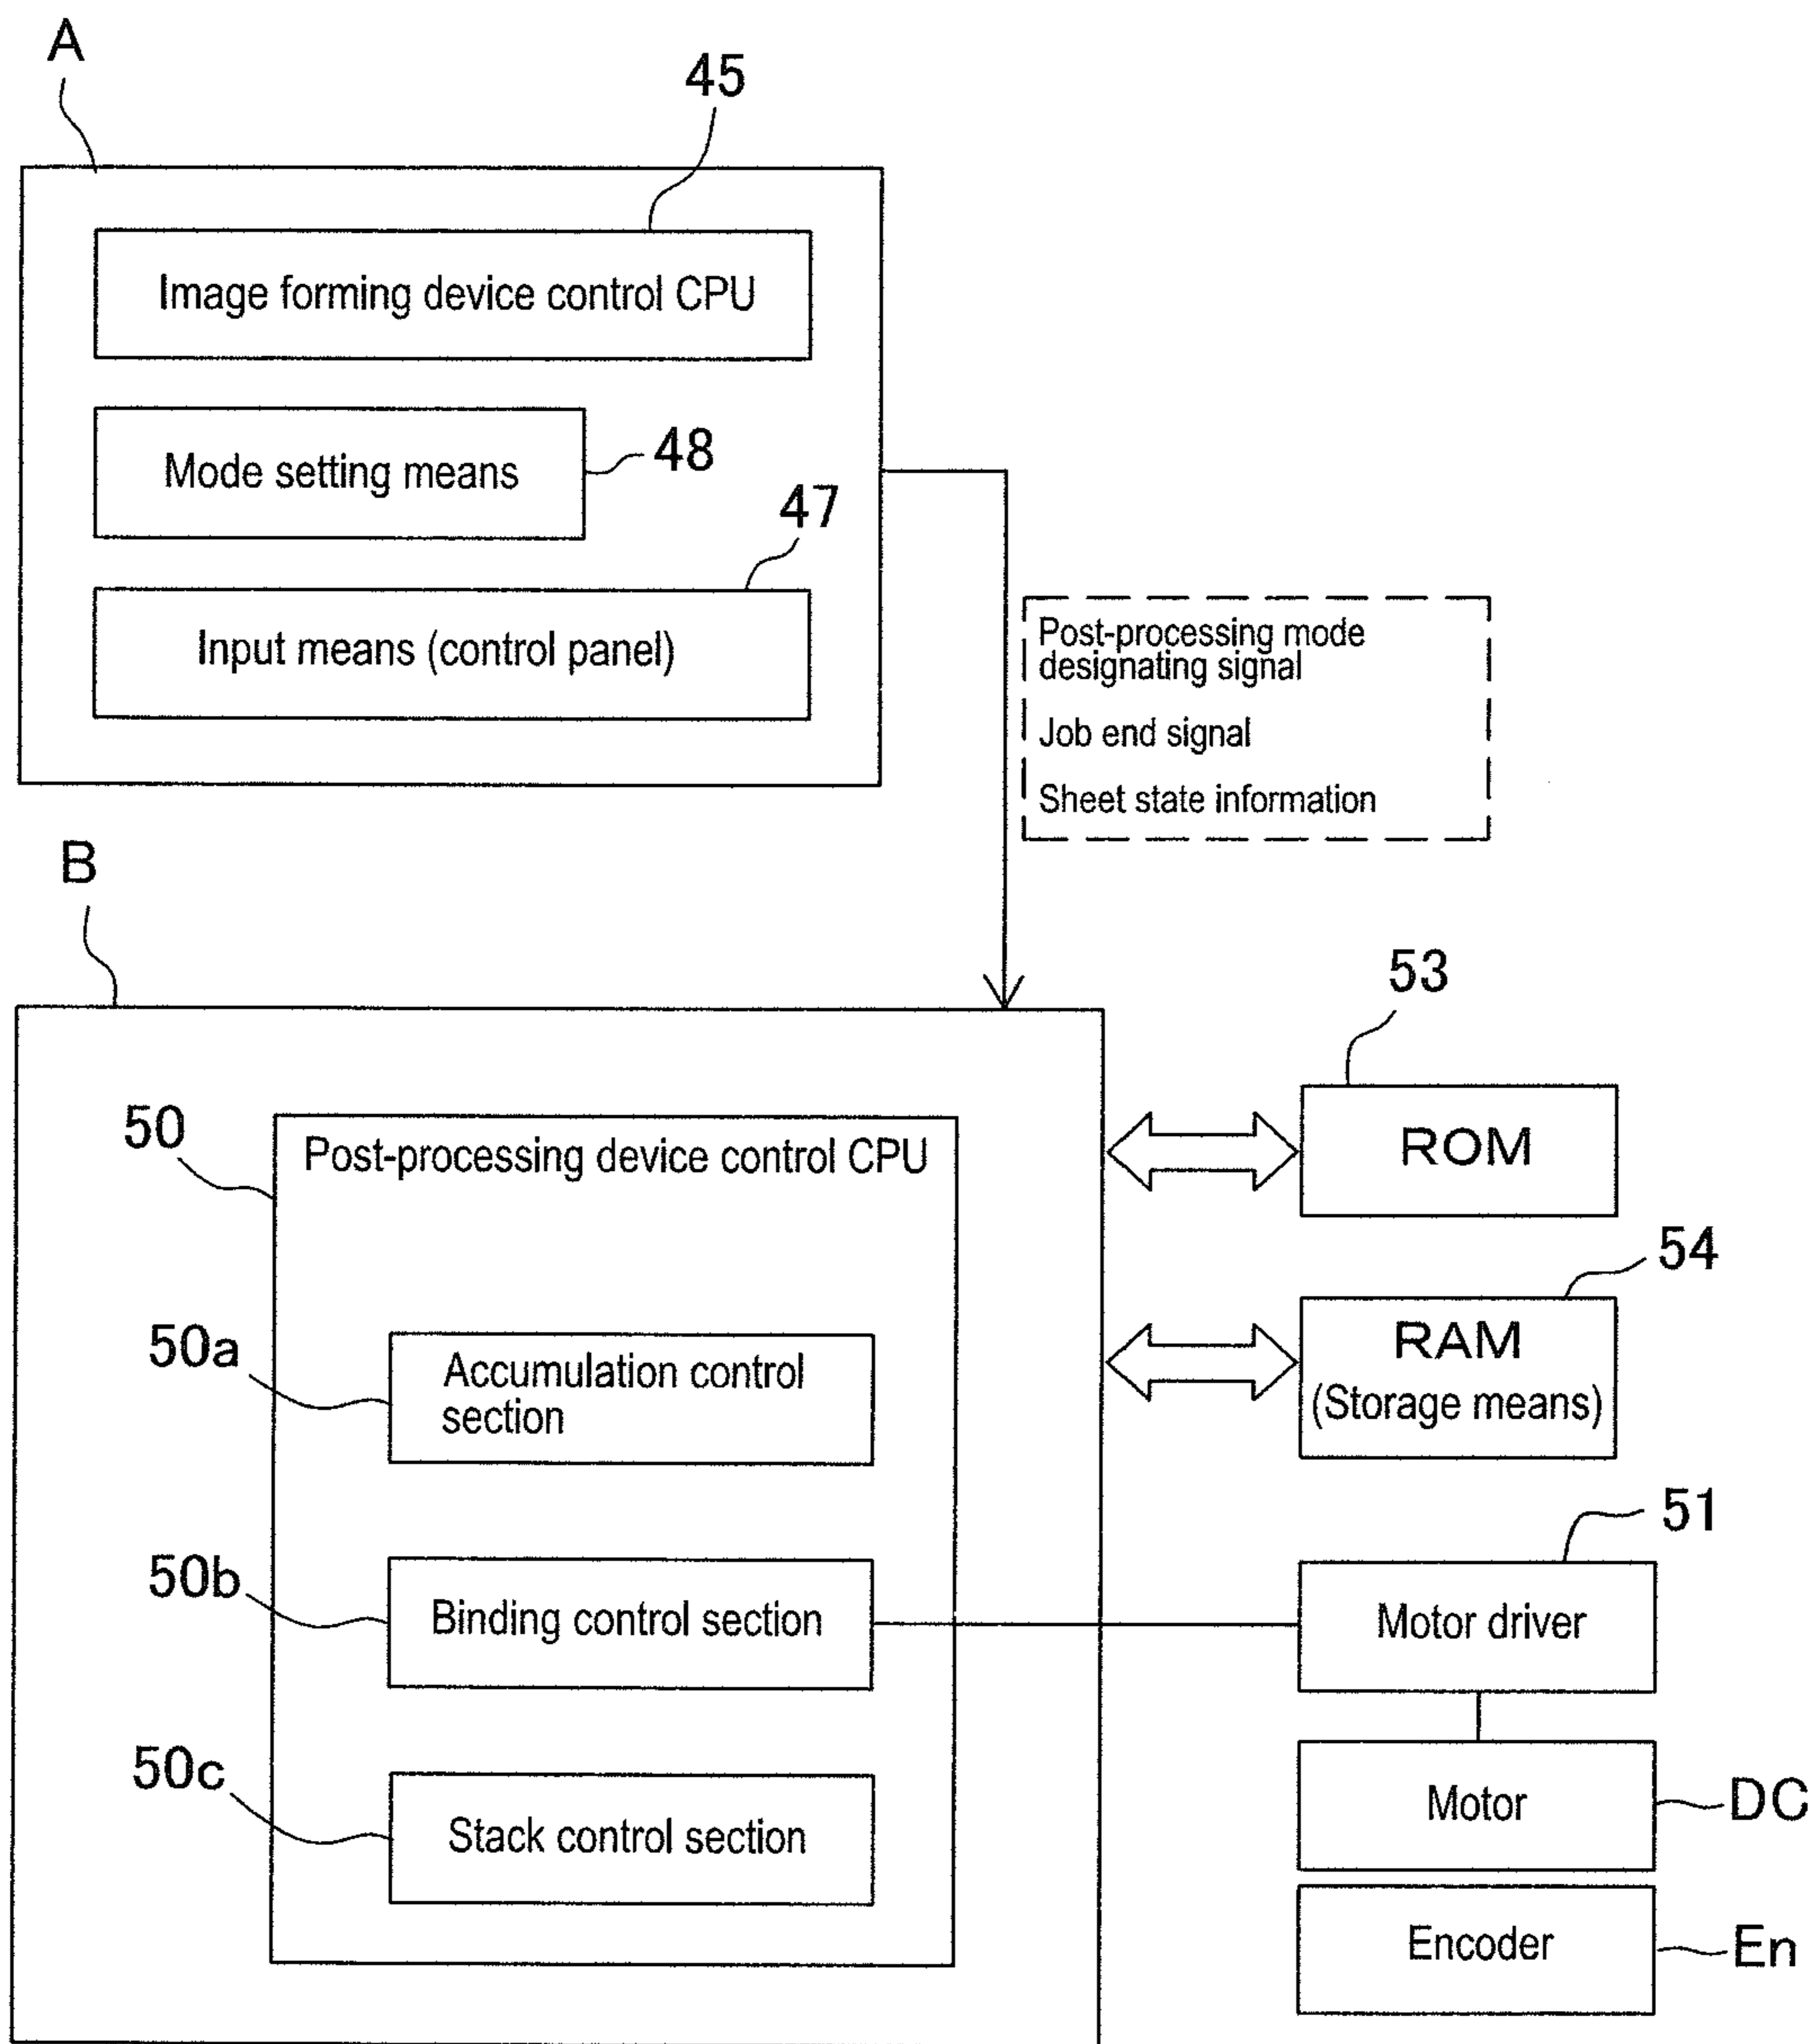 A
45
Image forming device control CPU
Mode setting means
48
47
Input means (control panel)
Post-processing mode
designating signal
Job end signal
Sheet state information
B
53
50
Post-processing device control CPU
ROM
54
50a
Accumulation control
section
RAM
(Storage means)
51
50b
Binding control section
Motor driver
50c
Stack control section
Motor
DC
Encoder
En